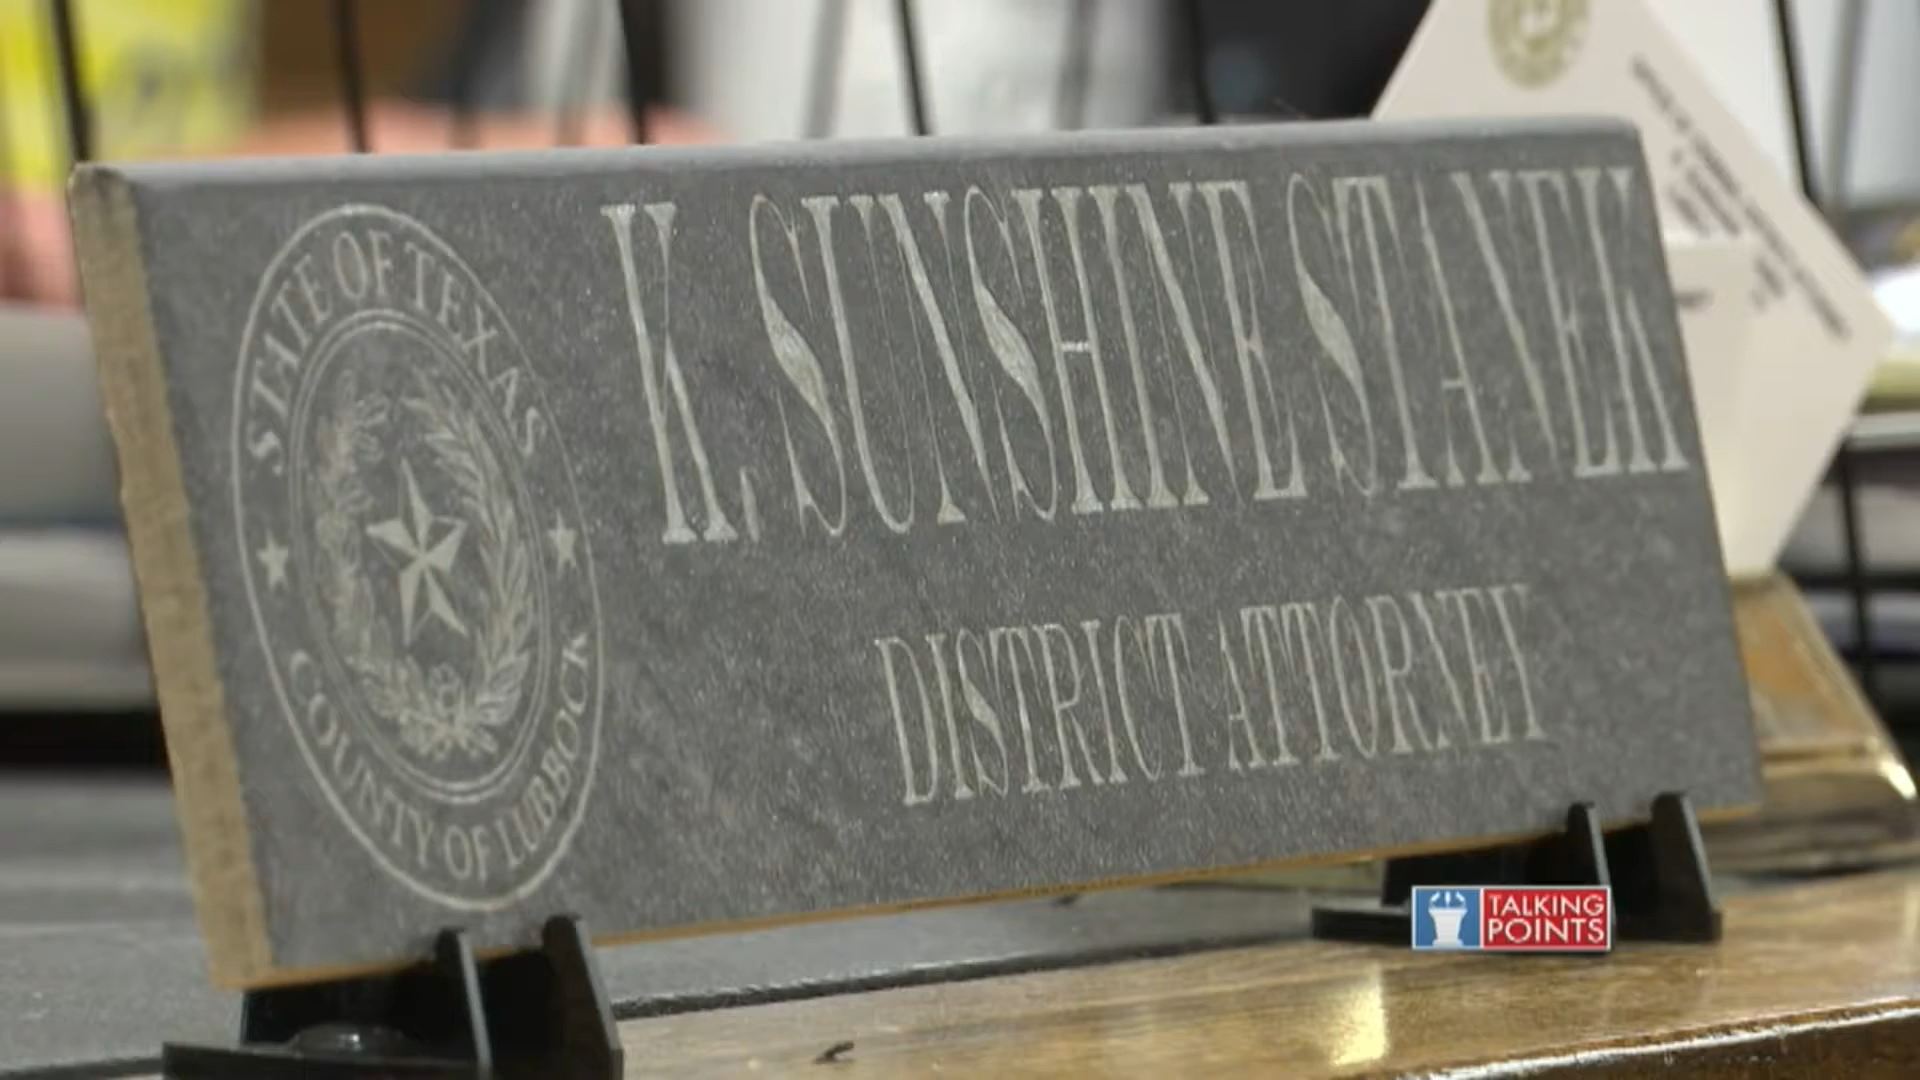 STATE OF TEXAS
COUNTY OF LUBBOCK
K. SUNSHINE STANEK
DISTRICT ATTORNEY
TALKING
POINTS